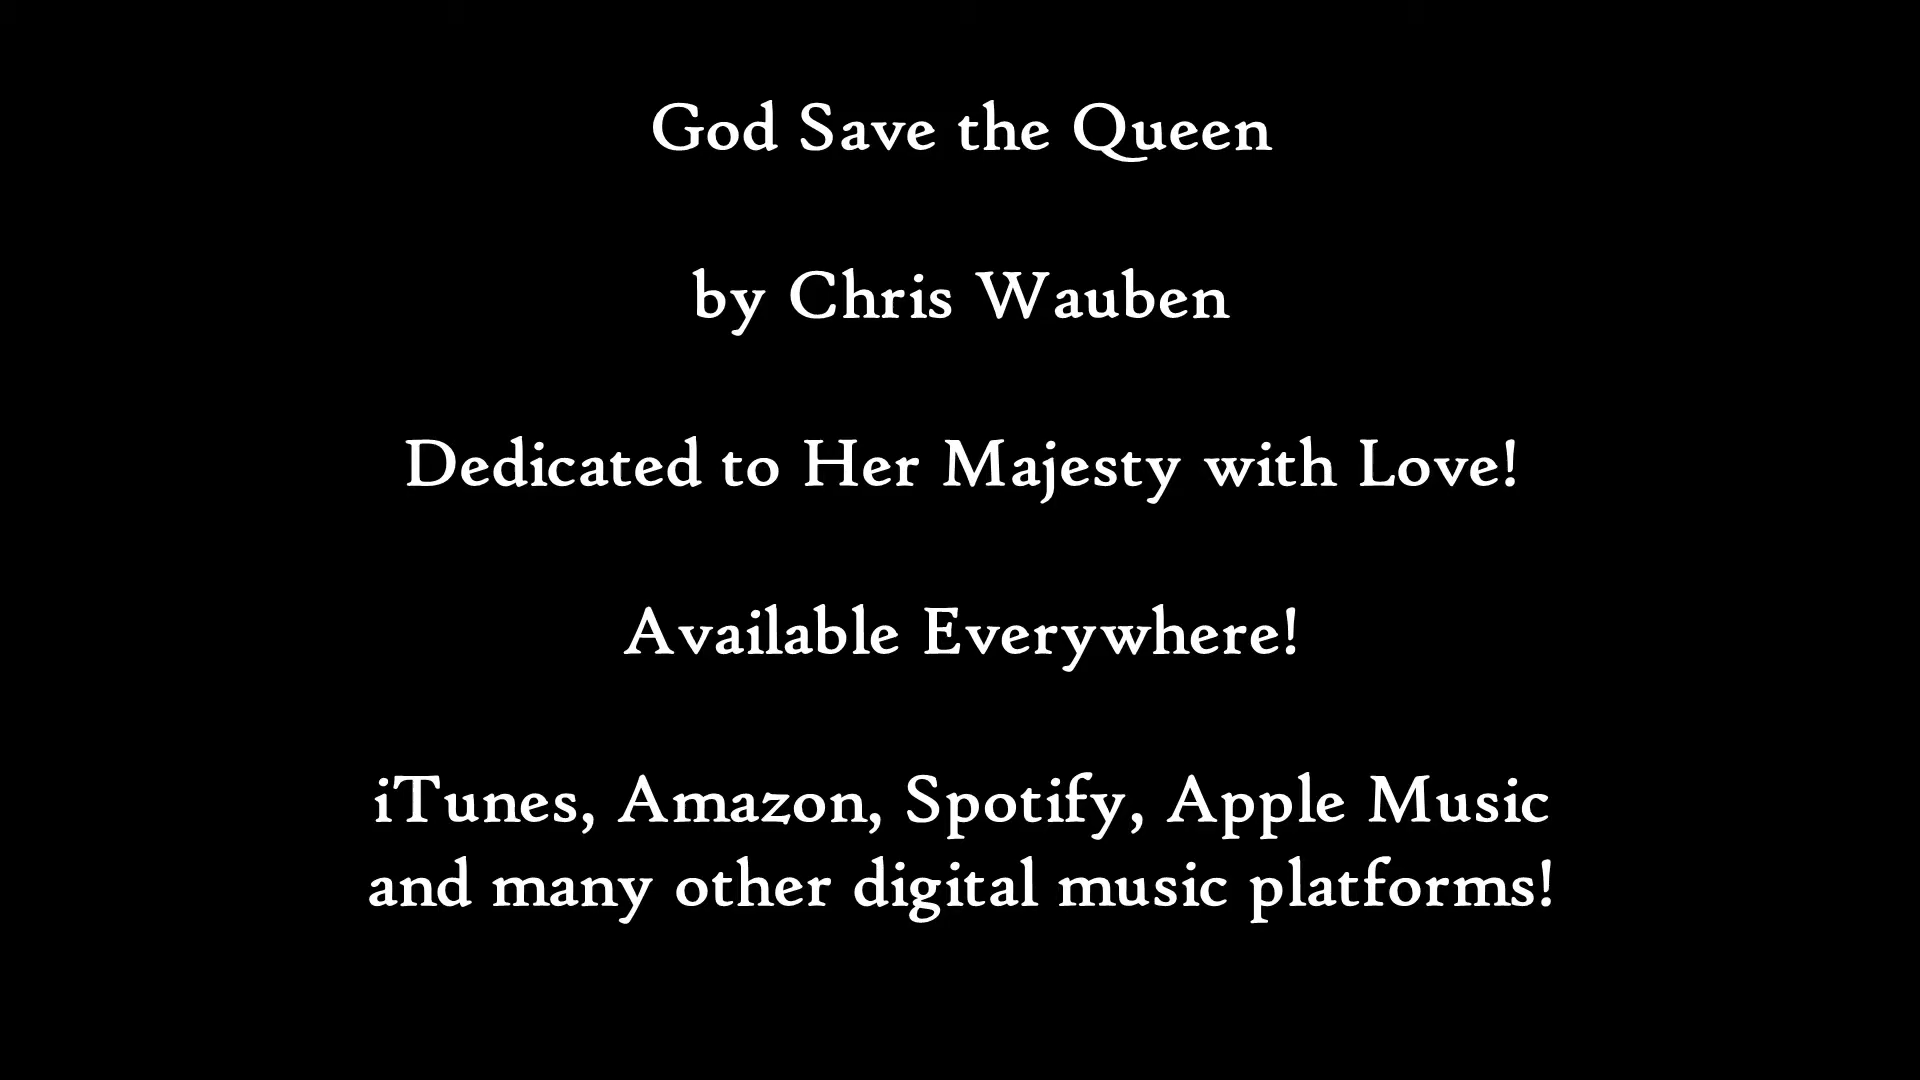 God Save the Queen
by Chris Wauben
Dedicated to Her Majesty with Love!
Available Everywhere!
iTunes, Amazon, Spotify, Apple Music
and many other digital music platforms!